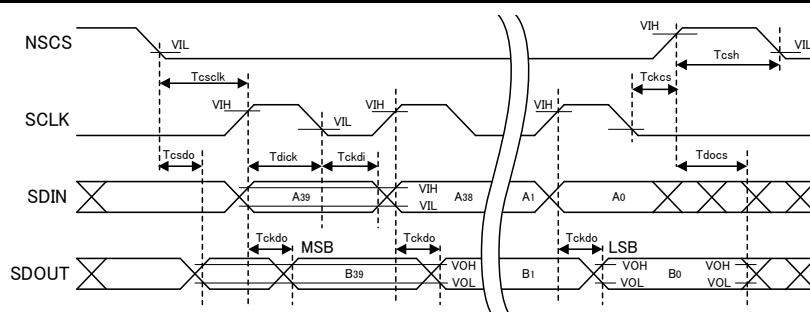 NSCS
VIL
VIH
Tcsh
VIL
Tcsclk
Tckcs
SCLK
VIH
VIL
VIH
VIH
Tcsdo
Tdick
Tckdi
Tdocs
SDIN
A39
VIH
VIL
A38
A1
A0
Tckdo
MSB
Tckdo
Tckdo
LSB
SDOUT
B39
VOH
VOL
B1
VOH
VOL
B0
VOH
VOL